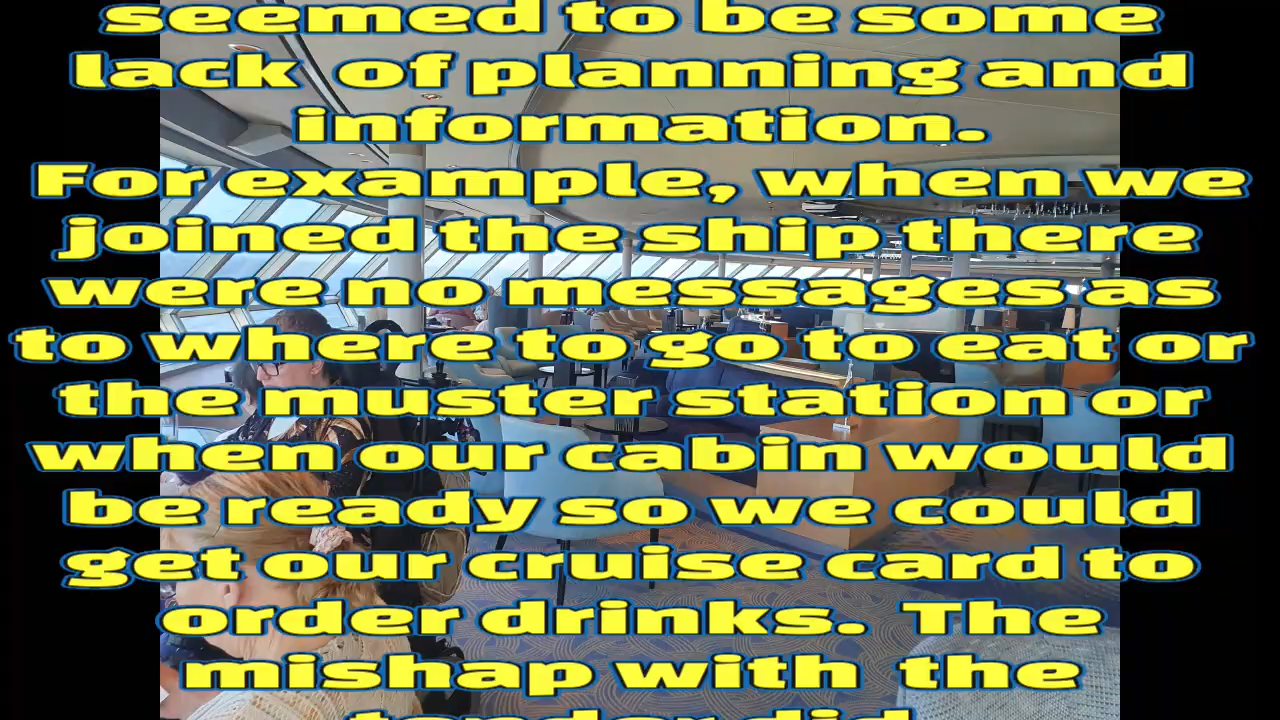 seemed to be some
lack of planning and
information.
For example, when we
joined the ship there
were no messages as
to where to go to eat or
the muster station or
when our cabin would
be ready so we could
get our cruise card to
order drinks. The
mishap with the
tender did